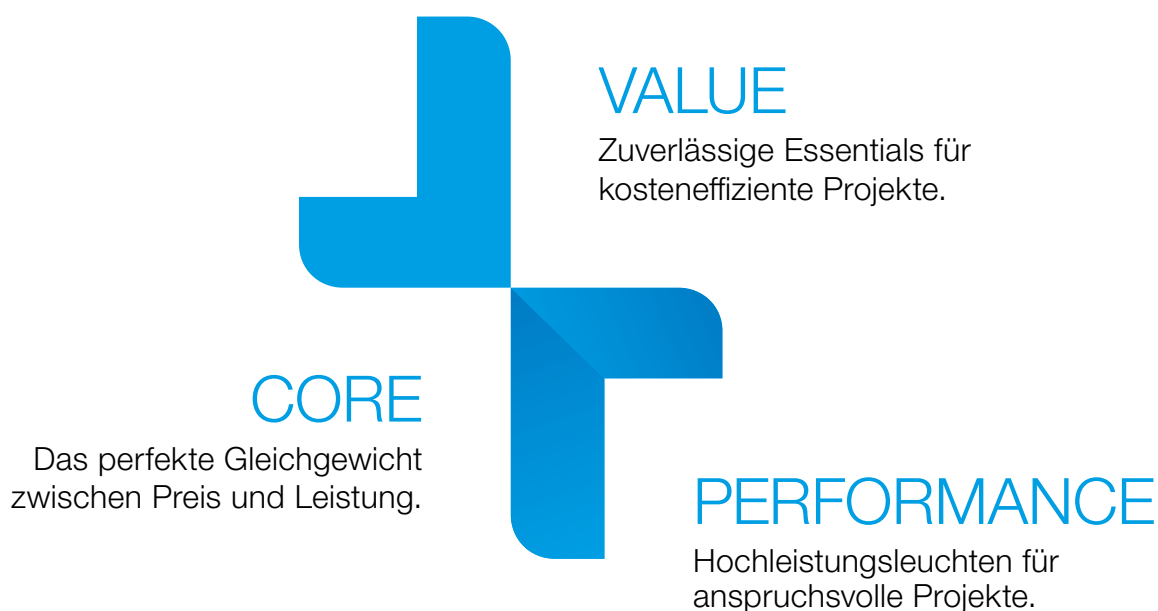 VALUE
Zuverlässige Essentials für
kosteneffiziente Projekte.
CORE
Das perfekte Gleichgewicht
zwischen Preis und Leistung.
PERFORMANCE
Hochleistungsleuchten für
anspruchsvolle Projekte.